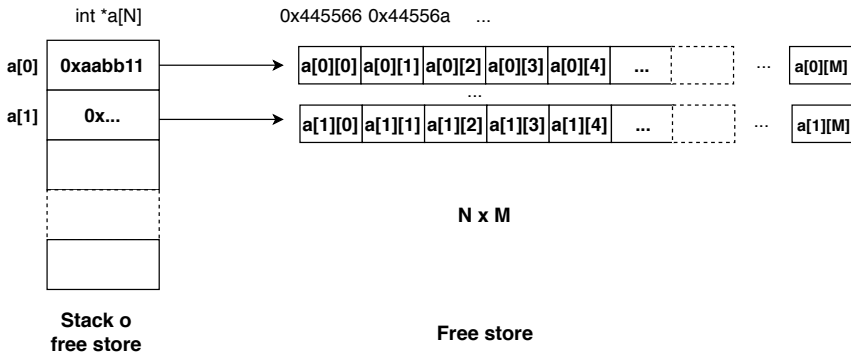 int *a[N] 0x445566 0x44556a ...
a[0] 0xaabb11 a[0][0] a[0][1] a[0][2] a[0][3] a[0][4] ... ... a[0][M]
...
a[1] 0x... a[1][0] a[1][1] a[1][2] a[1][3] a[1][4] ... ... a[1][M]
N x M
Stack o
free store
Free store